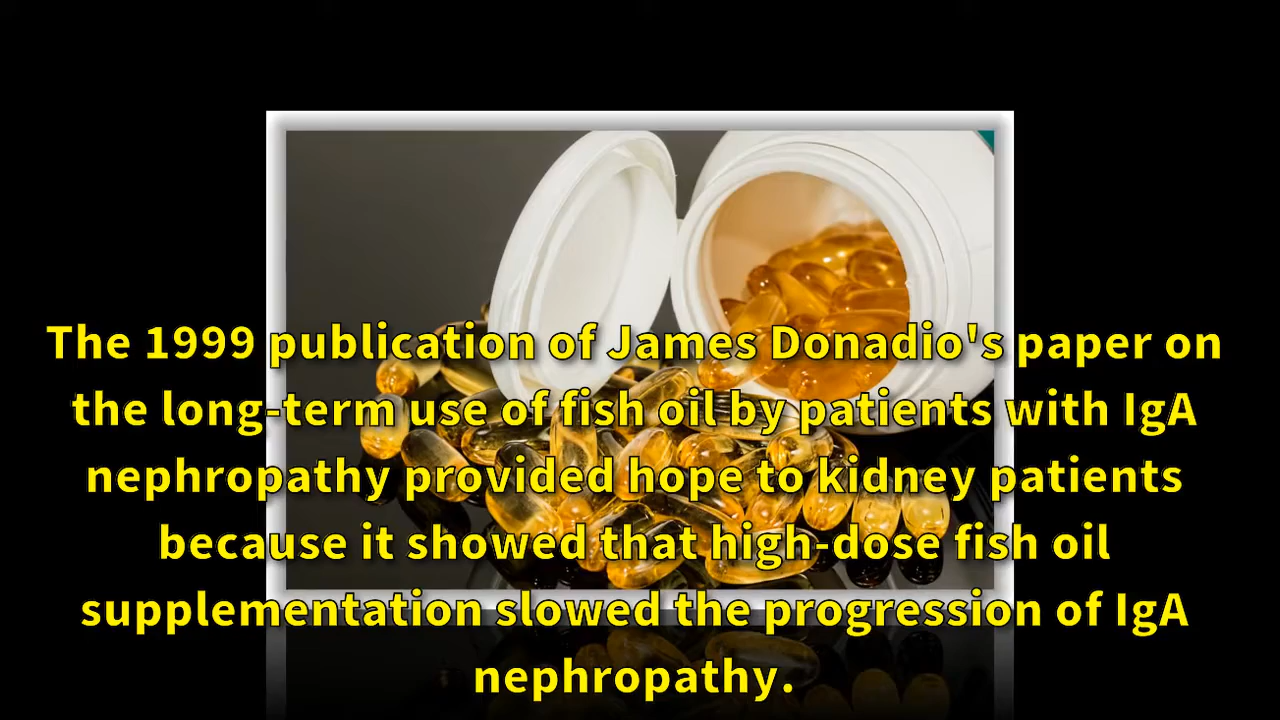 The 1999 publication of James Donadio's paper on
the long-term use of fish oil by patients with IgA
nephropathy provided hope to kidney patients
because it showed that high-dose fish oil
supplementation slowed the progression of IgA
nephropathy.